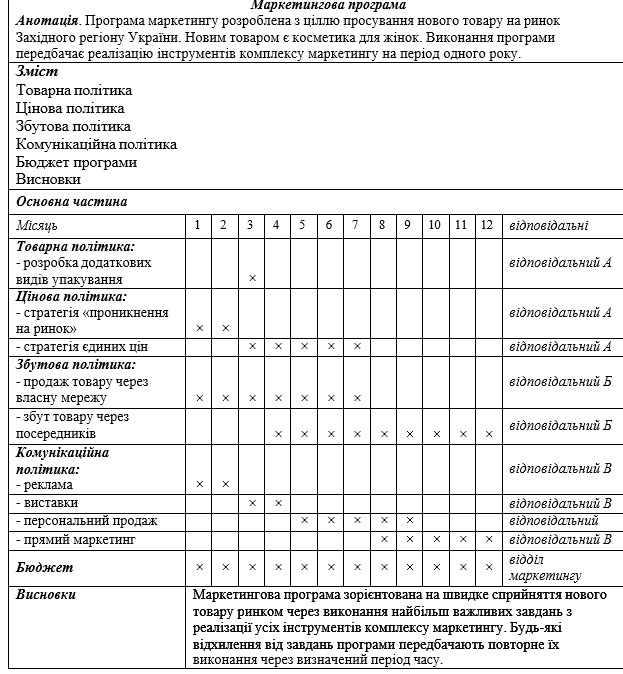 Маркетингова програма
Анотація. Програма маркетингу розроблена з ціллю просування нового товару на ринок
Західного регіону України. Новим товаром є косметика для жінок. Виконання програми
передбачає реалізацію інструментів комплексу маркетингу на період одного року.
Зміст
Товарна політика
Цінова політика
Збутова політика
Комунікаційна політика
Бюджет програми
Висновки
Основна частина
Місяць 1 2 3 4 5 6 7 8 9 10 11 12 відповідальні
Товарна політика:
- розробка додаткових
видів упакування × відповідальний А
Цінова політика:
- стратегія «проникнення
на ринок» × × відповідальний А
- стратегія єдиних цін × × × × × відповідальний А
Збутова політика:
- продаж товару через
власну мережу × × × × × × × відповідальний Б
- збут товару через
посередників × × × × × × × × × відповідальний Б
Комунікаційна
політика:
- реклама × × відповідальний В
- виставки × × відповідальний В
- персональний продаж × × × × × відповідальний
- прямий маркетинг × × × × × відповідальний В
Бюджет × × × × × × × × × × × × відділ
маркетингу
Висновки Маркетингова програма зорієнтована на швидке сприйняття нового
товару ринком через виконання найбільш важливих завдань з
реалізації усіх інструментів комплексу маркетингу. Будь-які
відхилення від завдань програми передбачають повторне їх
виконання через визначений період часу.